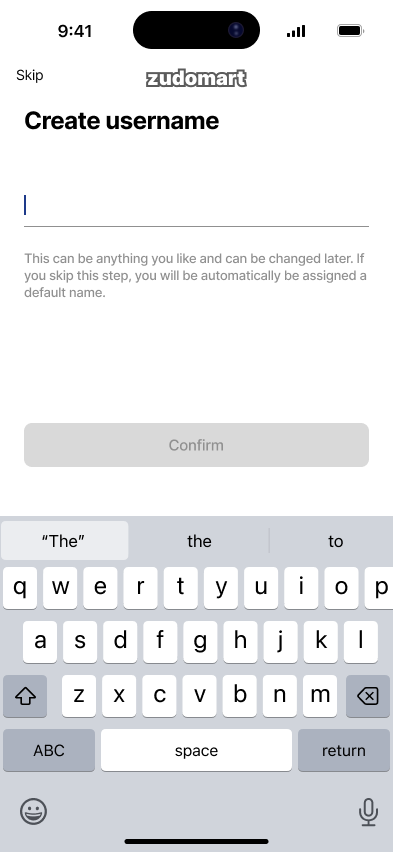 9:41
Skip
zudomart
Create username
This can be anything you like and can be changed later. If
you skip this step, you will be automatically be assigned a
default name.
Confirm
“The” the to
q w e r t y u i o p
a s d f g h j k l
z x c v b n m
ABC space return